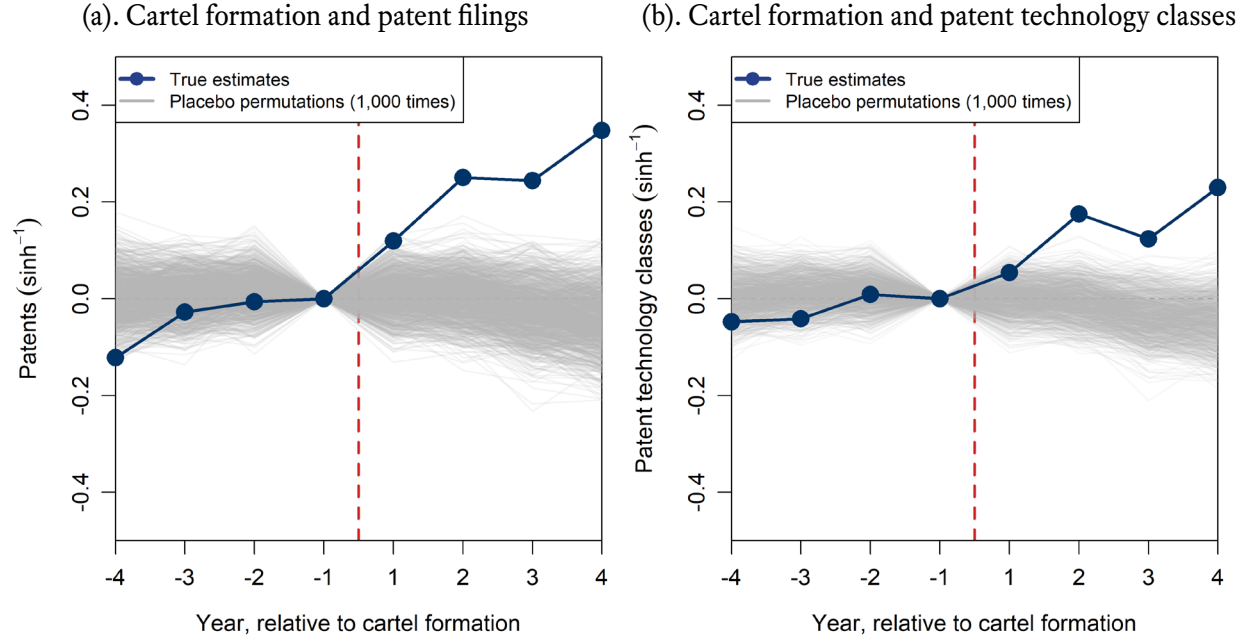 (a). Cartel formation and patent filings
True estimates
Placebo permutations (1,000 times)
Patents (sinh⁻¹)
0.4
0.2
0.0
-0.2
-0.4
-4 -3 -2 -1 1 2 3 4
Year, relative to cartel formation
(b). Cartel formation and patent technology classes
True estimates
Placebo permutations (1,000 times)
Patent technology classes (sinh⁻¹)
0.4
0.2
0.0
-0.2
-0.4
-4 -3 -2 -1 1 2 3 4
Year, relative to cartel formation